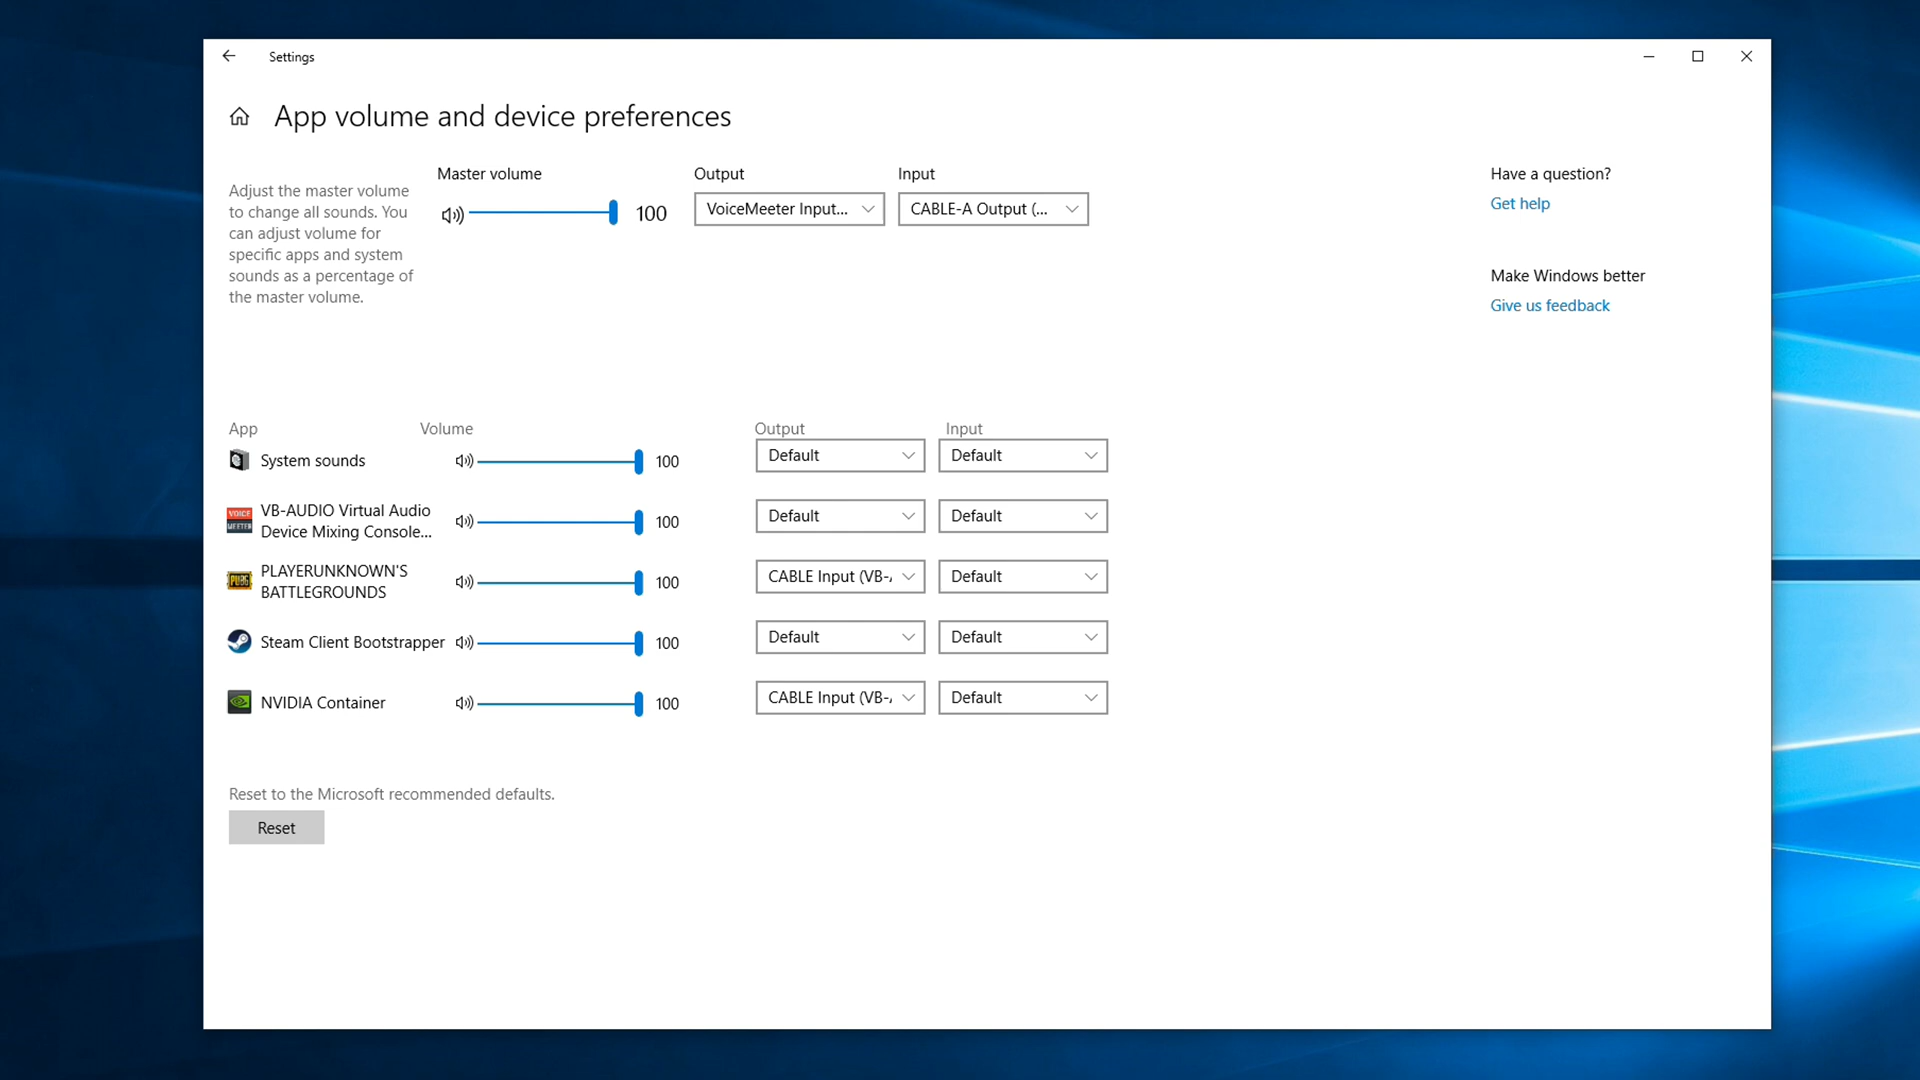 Settings
App volume and device preferences
Adjust the master volume
to change all sounds. You
can adjust volume for
specific apps and system
sounds as a percentage of
the master volume.
Master volume
100
Output
VoiceMeeter Input...
Input
CABLE-A Output (...
Have a question?
Get help
Make Windows better
Give us feedback
App Volume Output Input
System sounds 100 Default Default
VOICE
MEETER
VB-AUDIO Virtual Audio
Device Mixing Console...
100 Default Default
PUBG
PLAYERUNKNOWN'S
BATTLEGROUNDS
100 CABLE Input (VB- Default
Steam Client Bootstrapper 100 Default Default
NVIDIA Container 100 CABLE Input (VB- Default
Reset to the Microsoft recommended defaults.
Reset